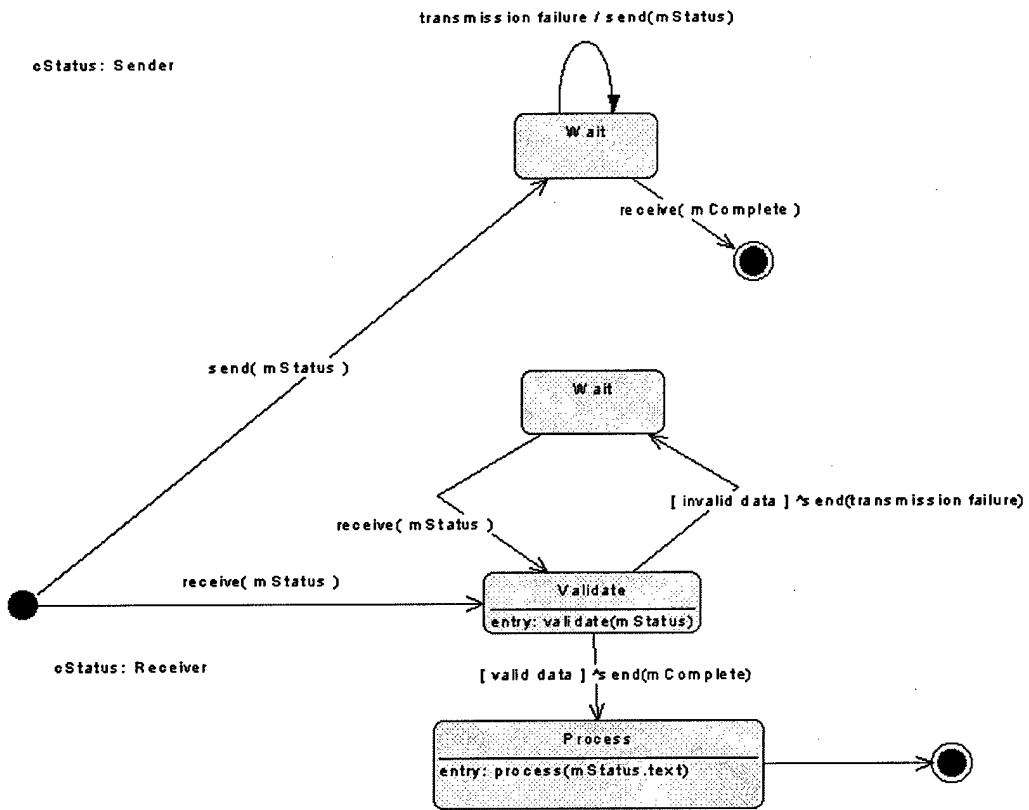 transmission failure / send(mStatus)
cStatus: Sender
Wait
receive( mComplete )
send( mStatus )
Wait
[ invalid data ] ^send(transmission failure)
receive( mStatus )
receive( mStatus )
Validate
entry: validate(mStatus)
cStatus: Receiver
[ valid data ] ^send(mComplete)
Process
entry: process(mStatus.text)